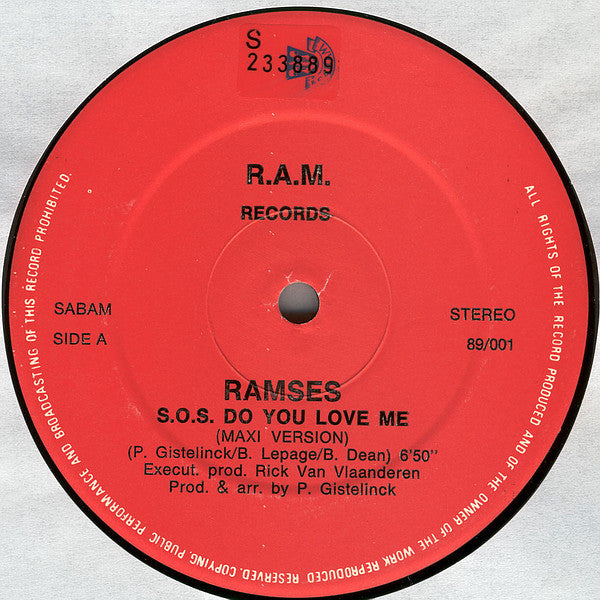 S
233889
R.A.M.
RECORDS
SABAM
STEREO
SIDE A
89/001
RAMSES
S.O.S. DO YOU LOVE ME
(MAXI VERSION)
(P. Gistelinck/B. Lepage/B. Dean) 6'50"
Execut. prod. Rick Van Vlaanderen
Prod. & arr. by P. Gistelinck
ALL RIGHTS OF THE RECORD PRODUCED AND OF THE OWNER OF THE WORK REPRODUCED RESERVED. COPYING, PUBLIC PERFORMANCE AND BROADCASTING OF THIS RECORD PROHIBITED.